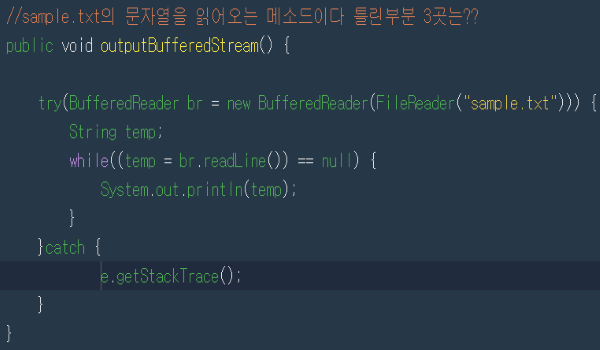 //sample.txt의 문자열을 읽어오는 메소드이다 틀린부분 3곳는??
public void outputBufferedStream() {
try(BufferedReader br = new BufferedReader(FileReader("sample.txt"))) {
String temp;
while((temp = br.readLine()) == null) {
System.out.println(temp);
}
}catch {
e.getStackTrace();
}
}